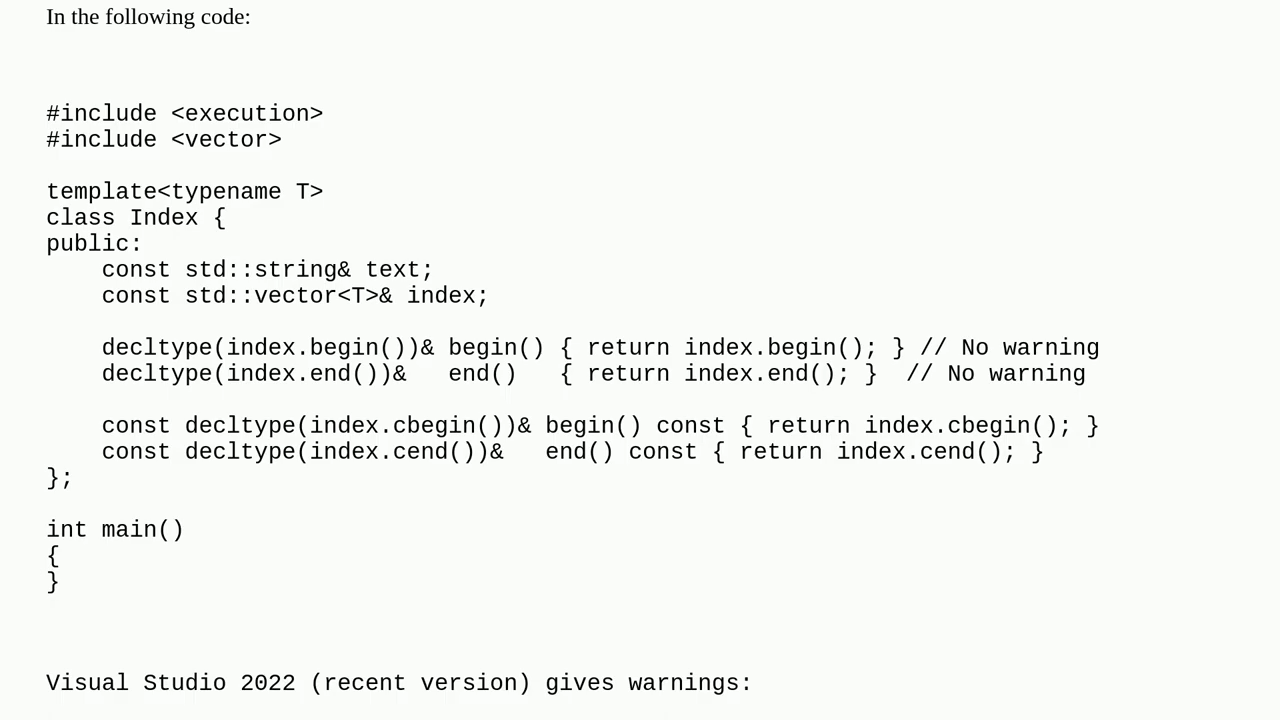 In the following code:
#include <execution>
#include <vector>
template<typename T>
class Index {
public:
    const std::string& text;
    const std::vector<T>& index;
    decltype(index.begin())& begin() { return index.begin(); } // No warning
    decltype(index.end())&   end()   { return index.end(); }  // No warning
    const decltype(index.cbegin())& begin() const { return index.cbegin(); }
    const decltype(index.cend())&   end() const { return index.cend(); }
};
int main()
{
}
Visual Studio 2022 (recent version) gives warnings: